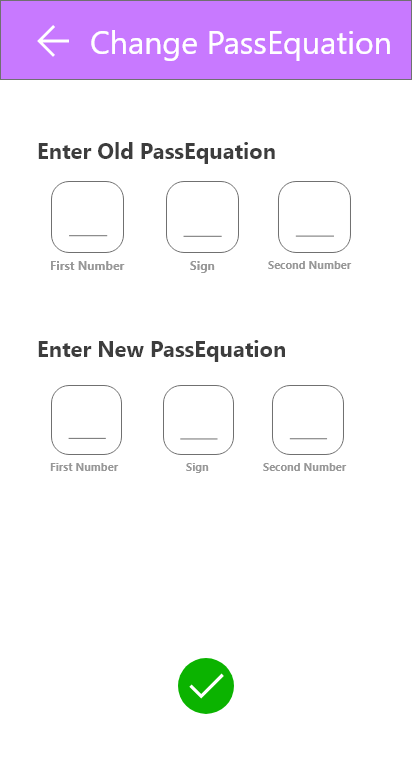 Change PassEquation
Enter Old PassEquation
First Number Sign Second Number
Enter New PassEquation
First Number Sign Second Number